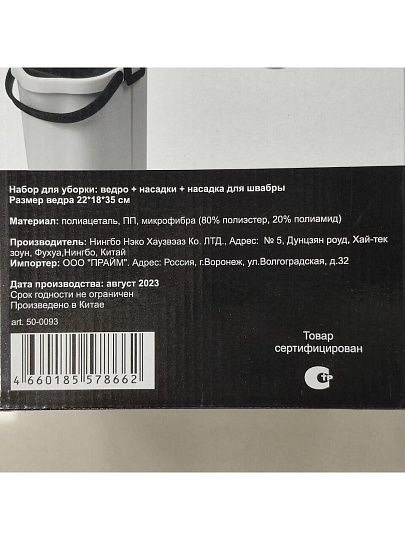 Набор для уборки: ведро + насадки + насадка для швабры
Размер ведра 22*18*35 см
Материал: полиацеталь, ПП, микрофибра (80% полиэстер, 20% полиамид)
Производитель: Нингбо Нэко Хаузвэаз Ко. ЛТД., Адрес: № 5, Дунцзян роуд, Хай-тек
зоун, Фухуа,Нингбо, Китай
Импортер: ООО "ПРАЙМ". Адрес: Россия, г.Воронеж, ул.Волгоградская, д.32
Дата производства: август 2023
Срок годности не ограничен
Произведено в Китае
art. 50-0093
4 660185 578662
Товар
сертифицирован